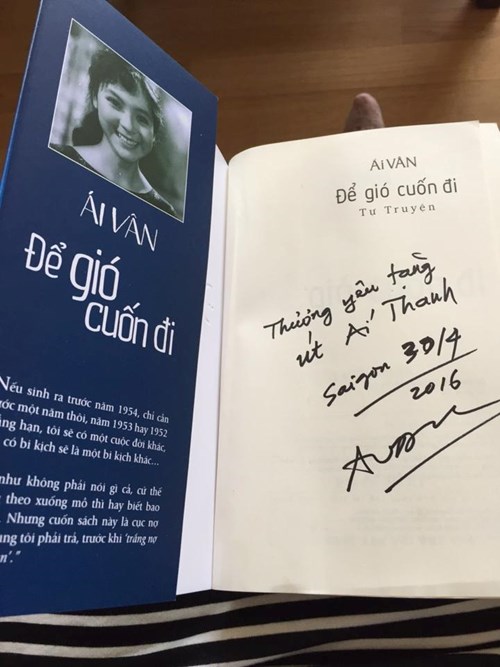 ÁI VÂN
Để gió
cuốn đi
Nếu sinh ra trước năm 1954, chỉ cần
ước một năm thôi, năm 1953 hay 1952
ẳng hạn, tôi sẽ có một cuộc đời khác,
có bi kịch sẽ là một bi kịch khác...
như không phải nói gì cả, cứ thế
theo xuống mồ thì hay biết bao
. Nhưng cuốn sách này là cục nợ
ung tôi phải trả, trước khi 'trắng nợ
n'."
ÁI VÂN
Để gió cuốn đi
Tự Truyện
Thương yêu tặng
út Ái Thanh
Saigon 30/4
2016